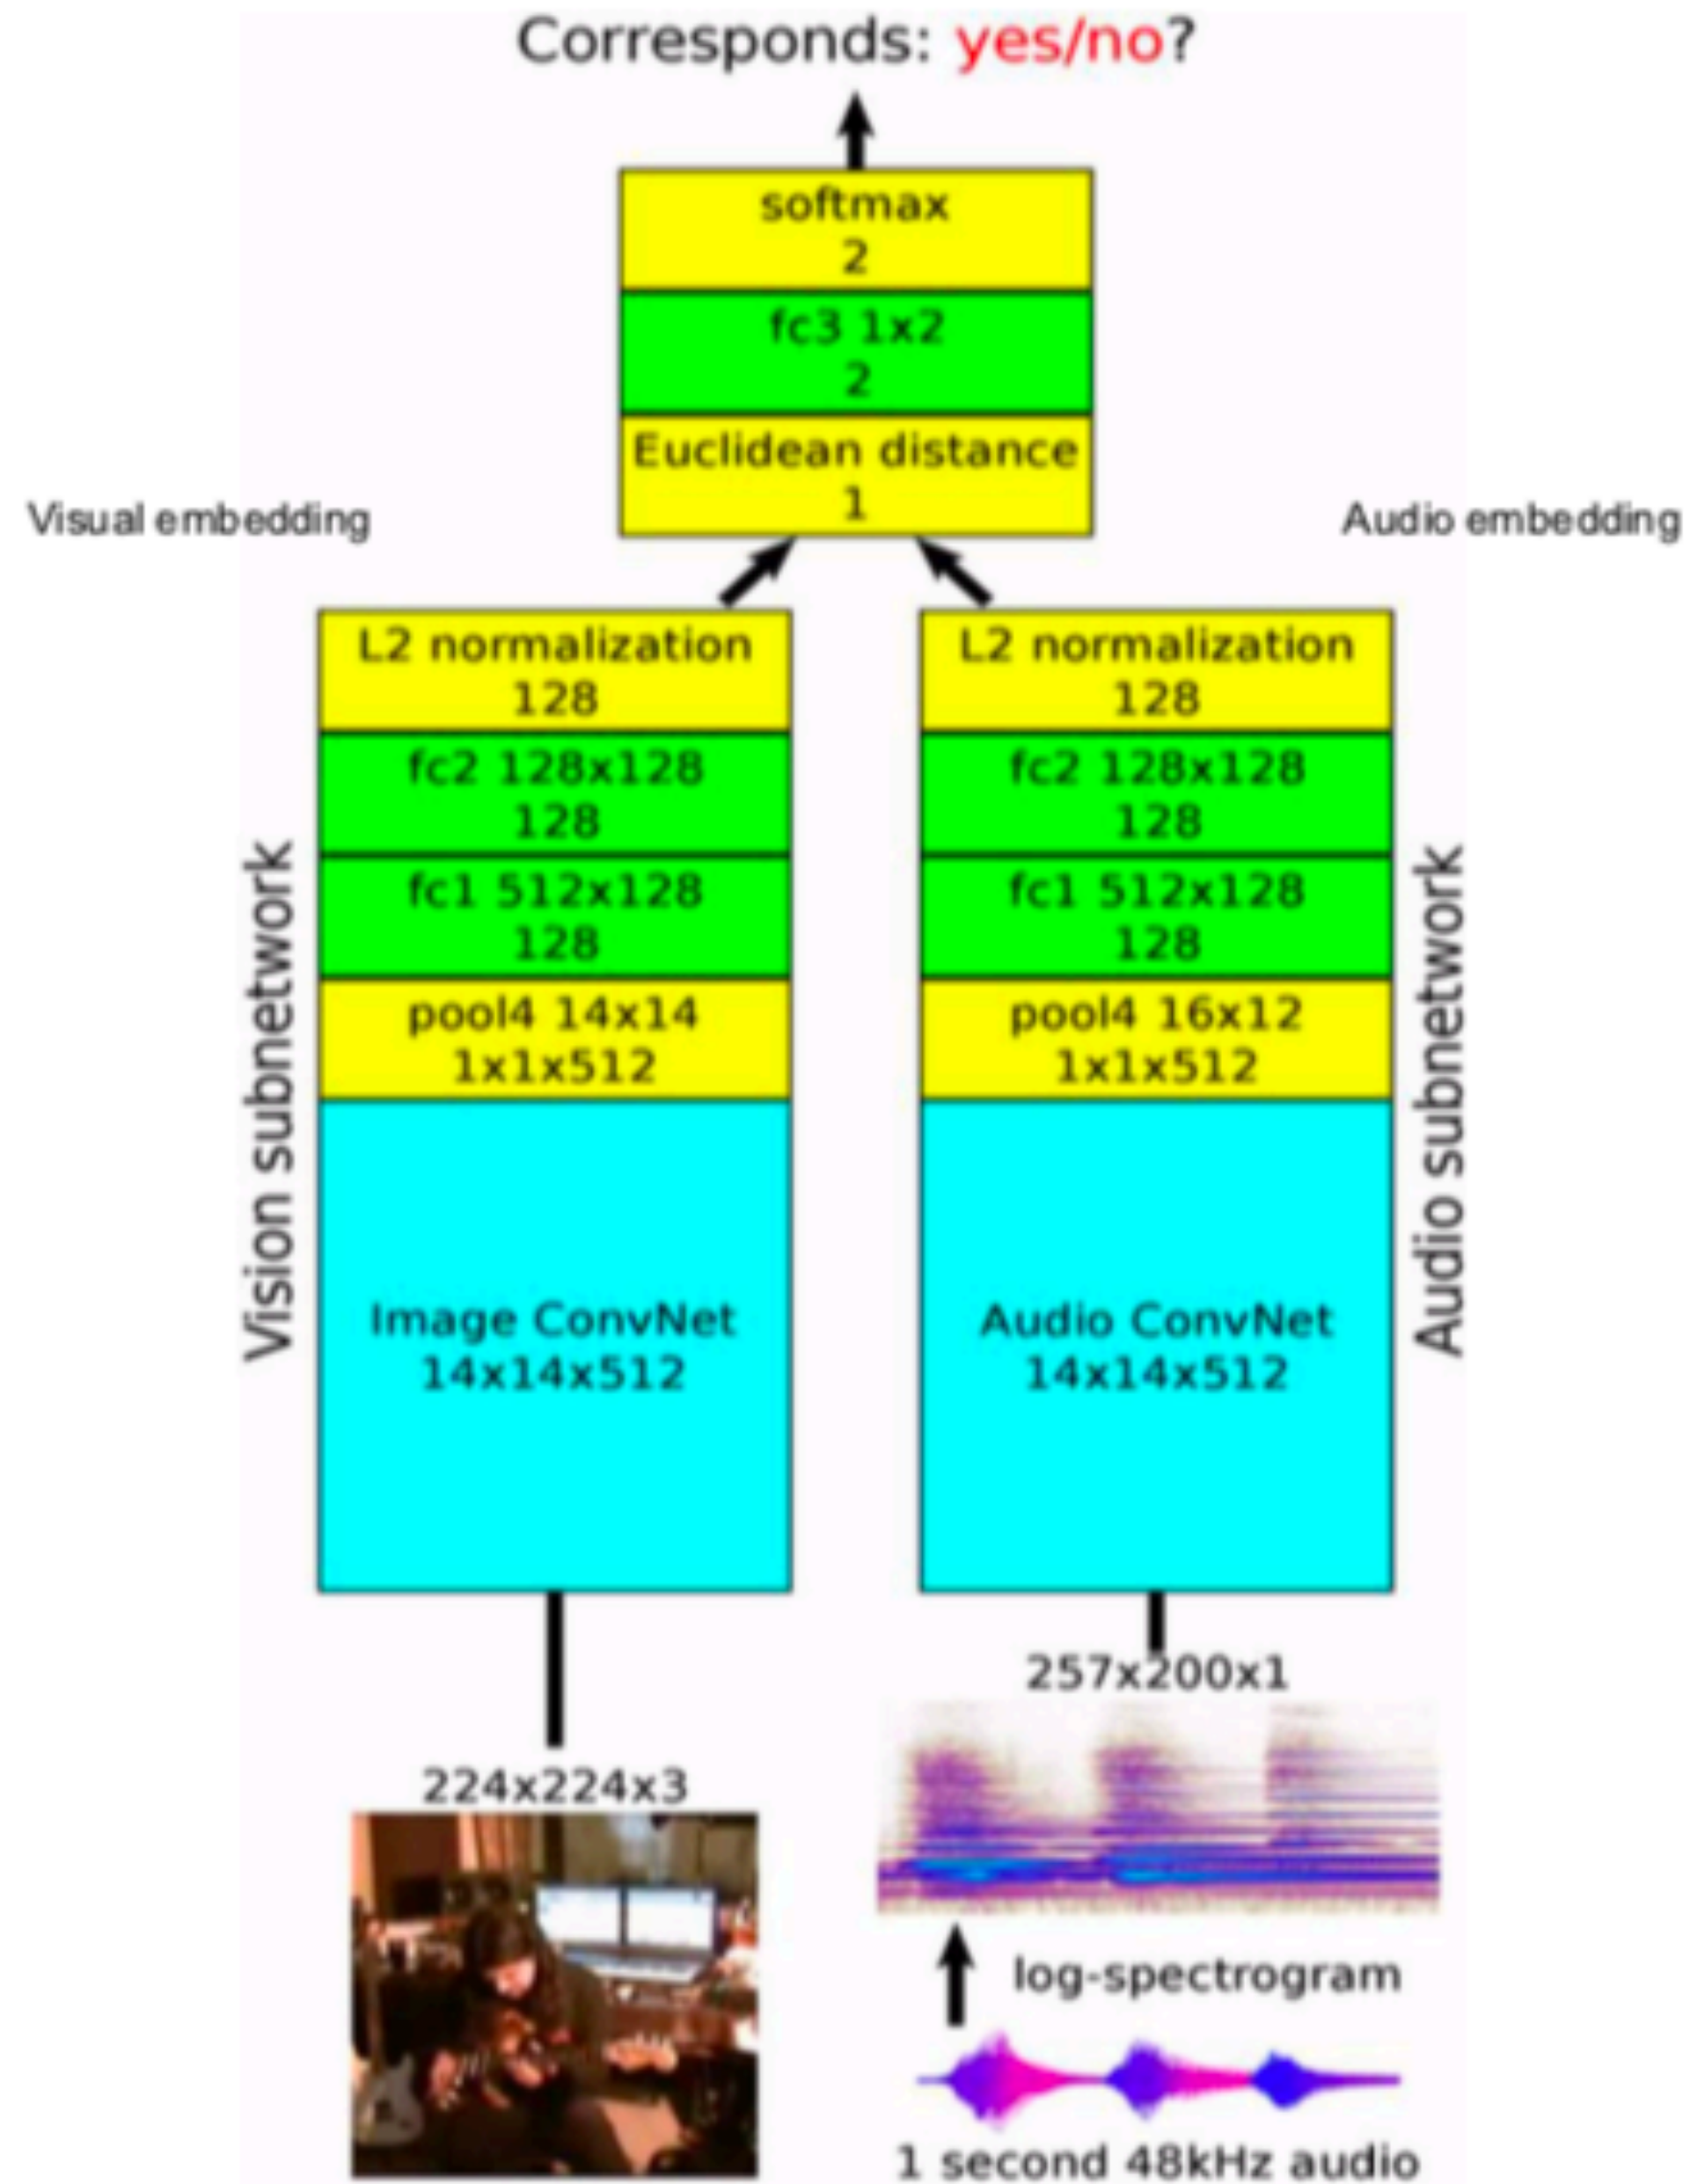 Corresponds: yes/no?
softmax
2
fc3 1x2
2
Euclidean distance
1
Visual embedding
Audio embedding
L2 normalization
128
fc2 128x128
128
fc1 512x128
128
pool4 14x14
1x1x512
Image ConvNet
14x14x512
Vision subnetwork
L2 normalization
128
fc2 128x128
128
fc1 512x128
128
pool4 16x12
1x1x512
Audio ConvNet
14x14x512
Audio subnetwork
224x224x3
257x200x1
log-spectrogram
1 second 48kHz audio